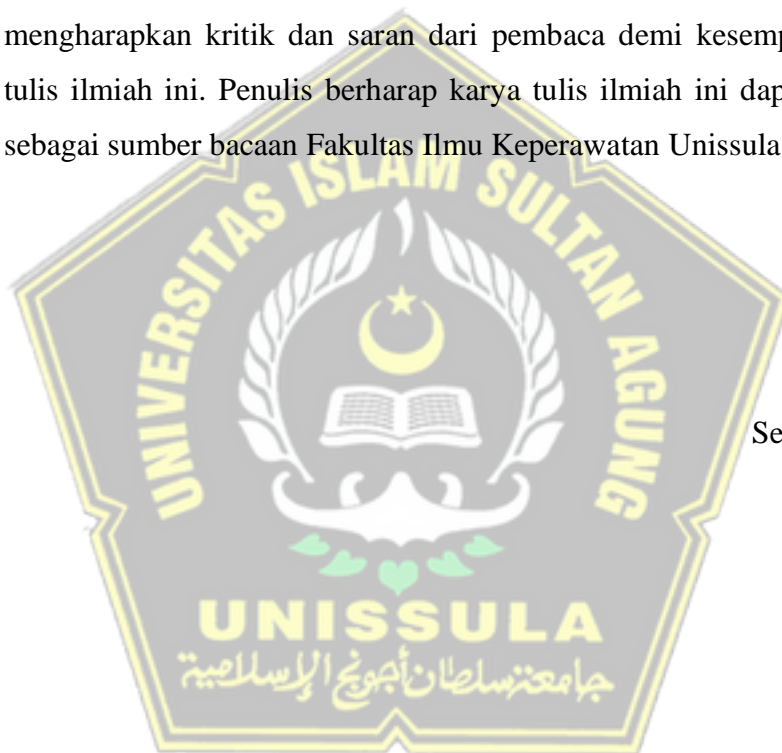 mengharapkan kritik dan saran dari pembaca demi kesemp
tulis ilmiah ini. Penulis berharap karya tulis ilmiah ini dap
sebagai sumber bacaan Fakultas Ilmu Keperawatan Unissula
UNIVERSITAS ISLAM SULTAN AGUNG
Se
UNISSULA
جامعة سلطان أجونج الإسلامية